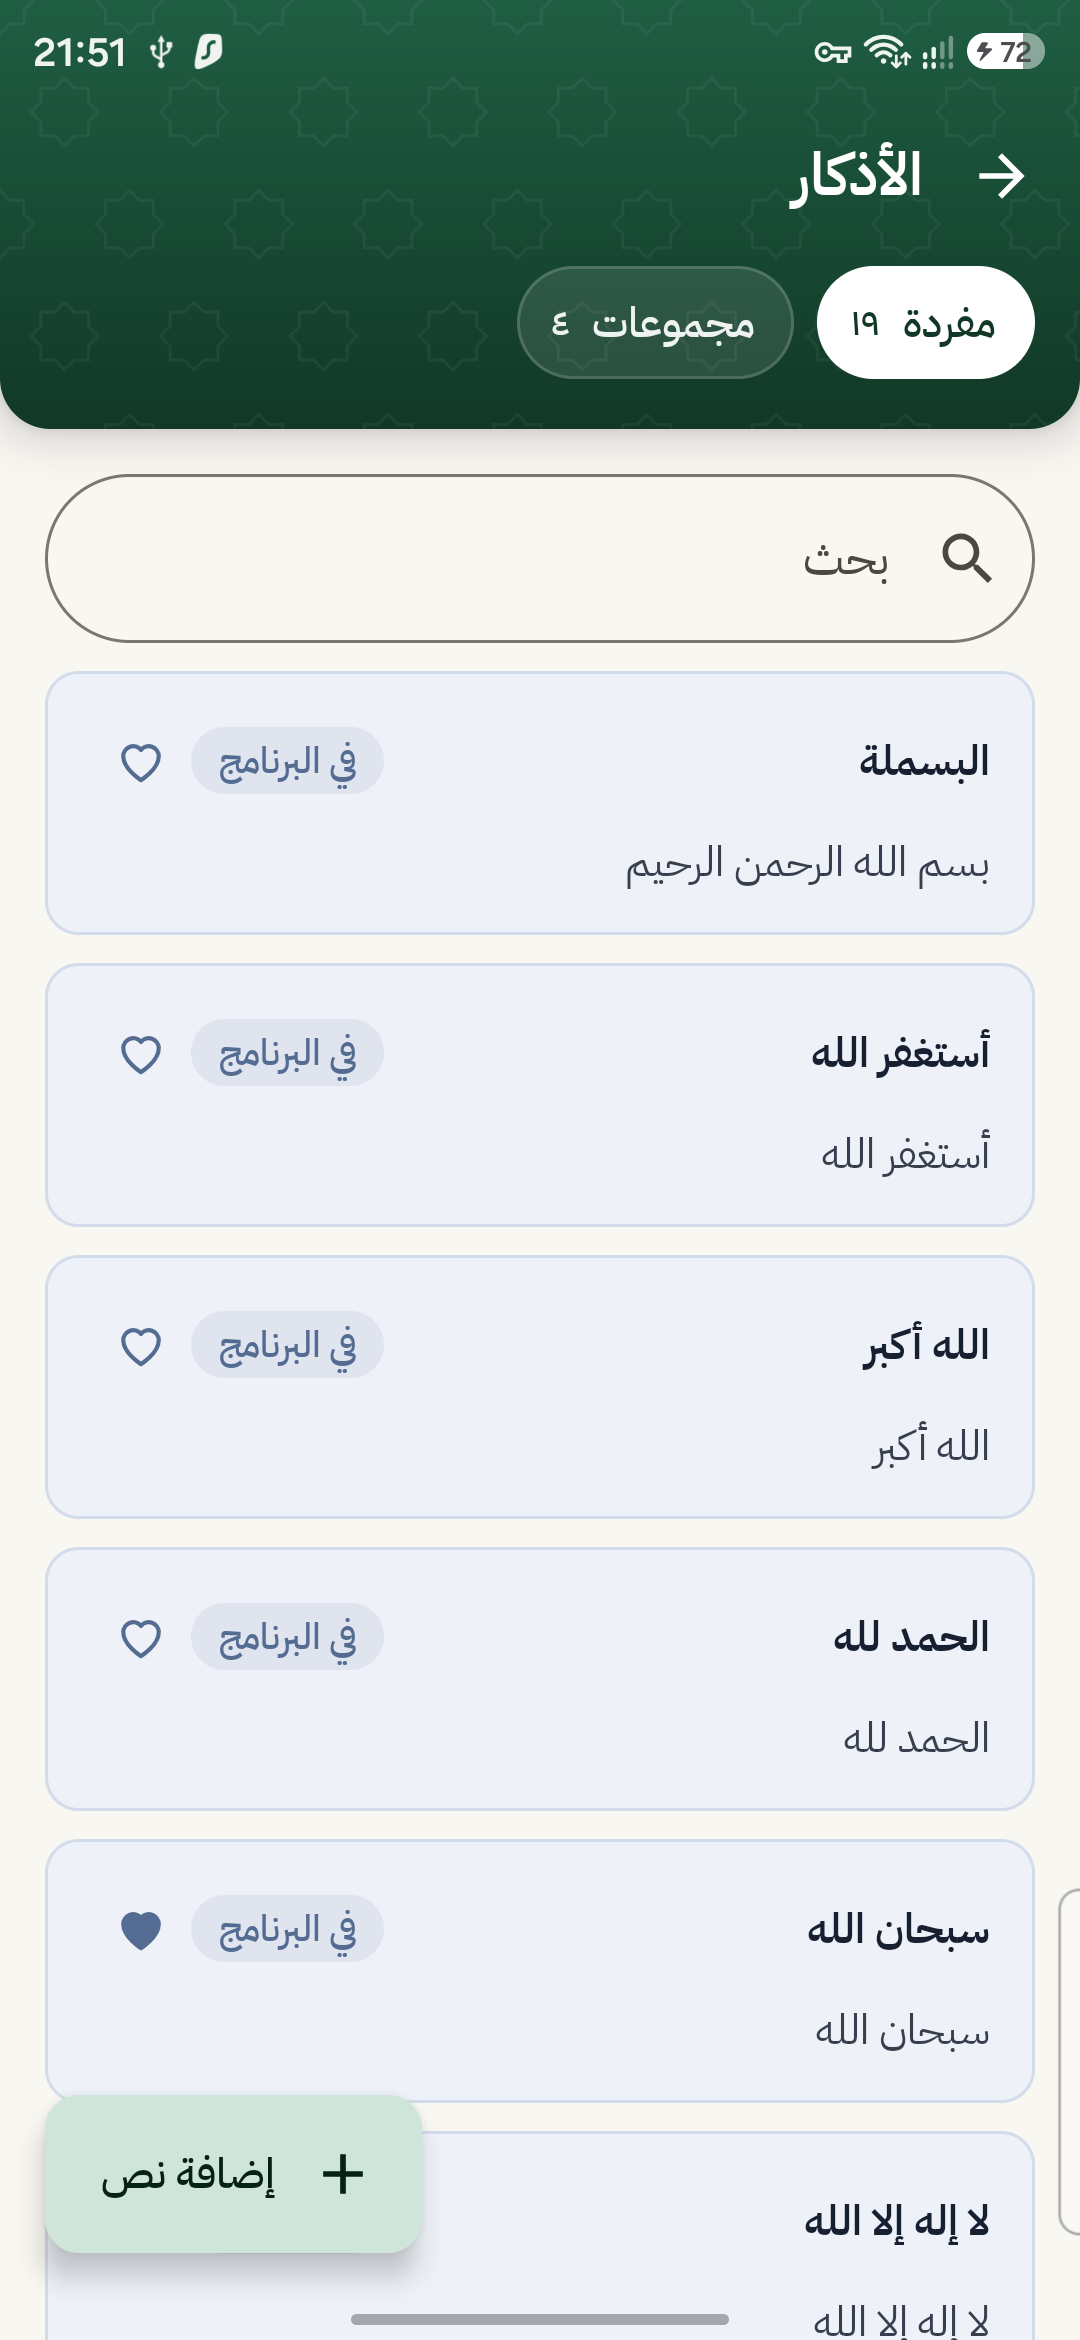 21:51
72
الأذكار
مفردة ١٩
مجموعات ٤
بحث
البسملة
في البرنامج
بسم الله الرحمن الرحيم
أستغفر الله
في البرنامج
أستغفر الله
الله أكبر
في البرنامج
الله أكبر
الحمد لله
في البرنامج
الحمد لله
سبحان الله
في البرنامج
سبحان الله
إضافة نص
لا إله إلا الله
لا إله إلا الله